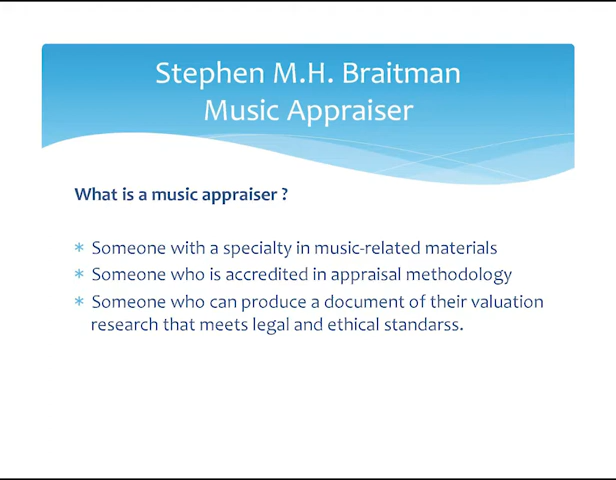 Stephen M.H. Braitman
Music Appraiser
What is a music appraiser ?
* Someone with a specialty in music-related materials
* Someone who is accredited in appraisal methodology
* Someone who can produce a document of their valuation
research that meets legal and ethical standarss.